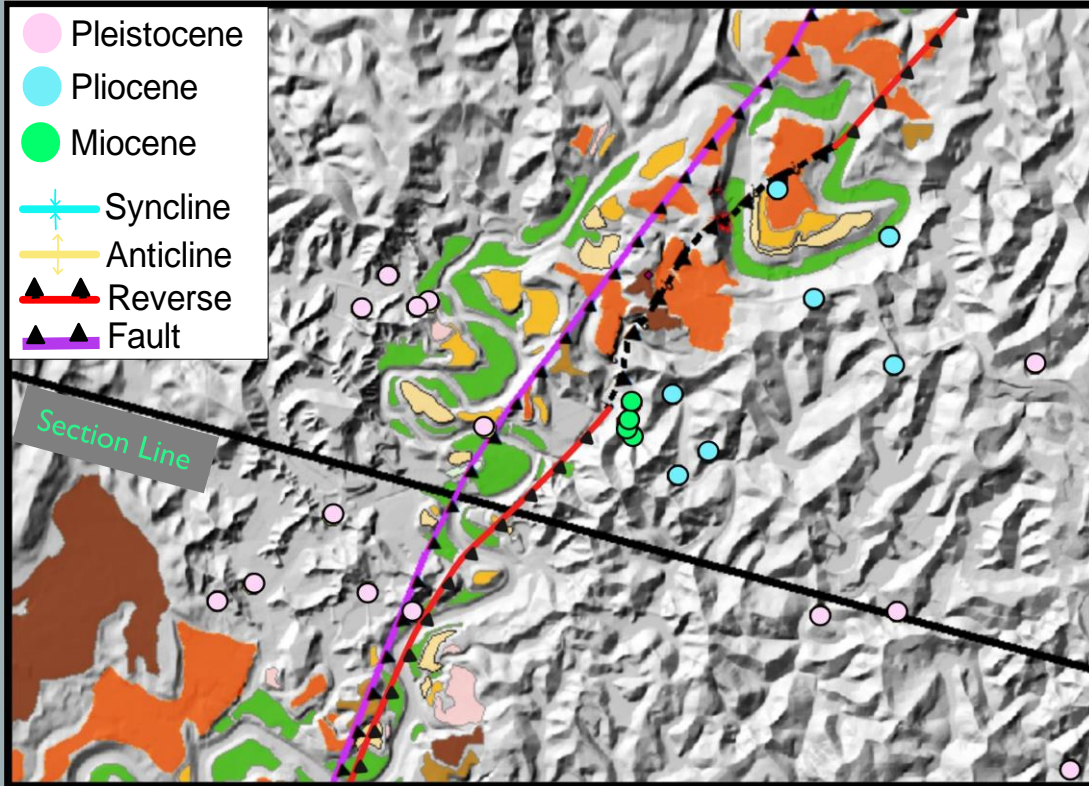 Pleistocene
Pliocene
Miocene
Syncline
Anticline
Reverse
Fault
Section Line